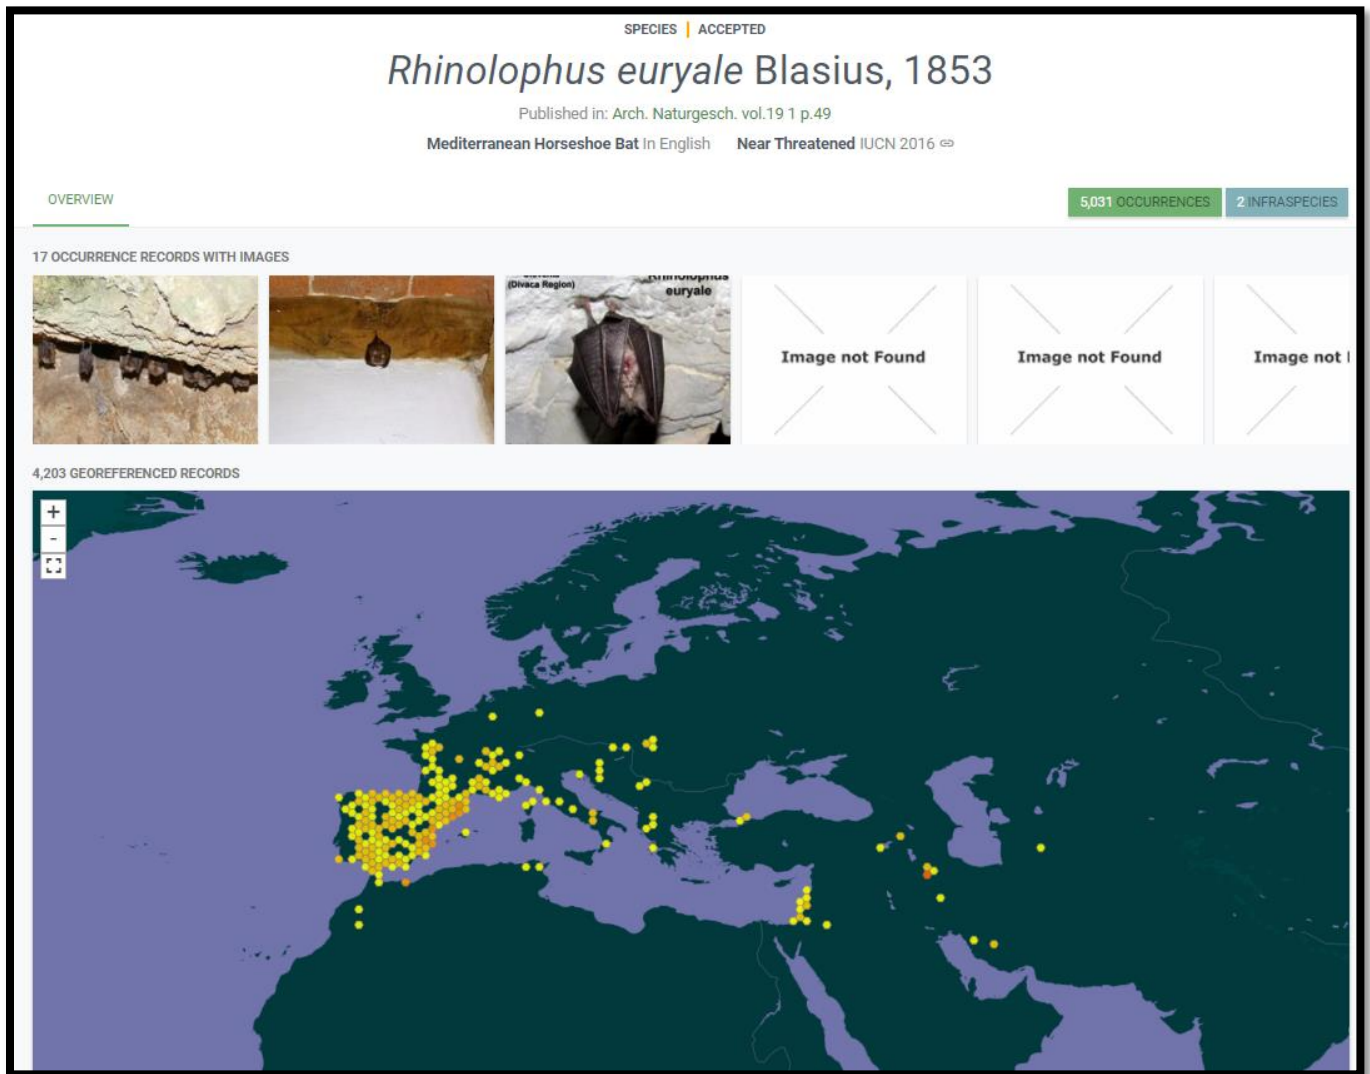 SPECIES | ACCEPTED
Rhinolophus euryale Blasius, 1853
Published in: Arch. Naturgesch. vol.19 1 p.49
Mediterranean Horseshoe Bat In English Near Threatened IUCN 2016
OVERVIEW
5,031 OCCURRENCES
2 INFRASPECIES
17 OCCURRENCE RECORDS WITH IMAGES
(Divaca Region)
Rhinolophus
euryale
Image not Found
Image not Found
Image not
4,203 GEOREFERENCED RECORDS
+
-